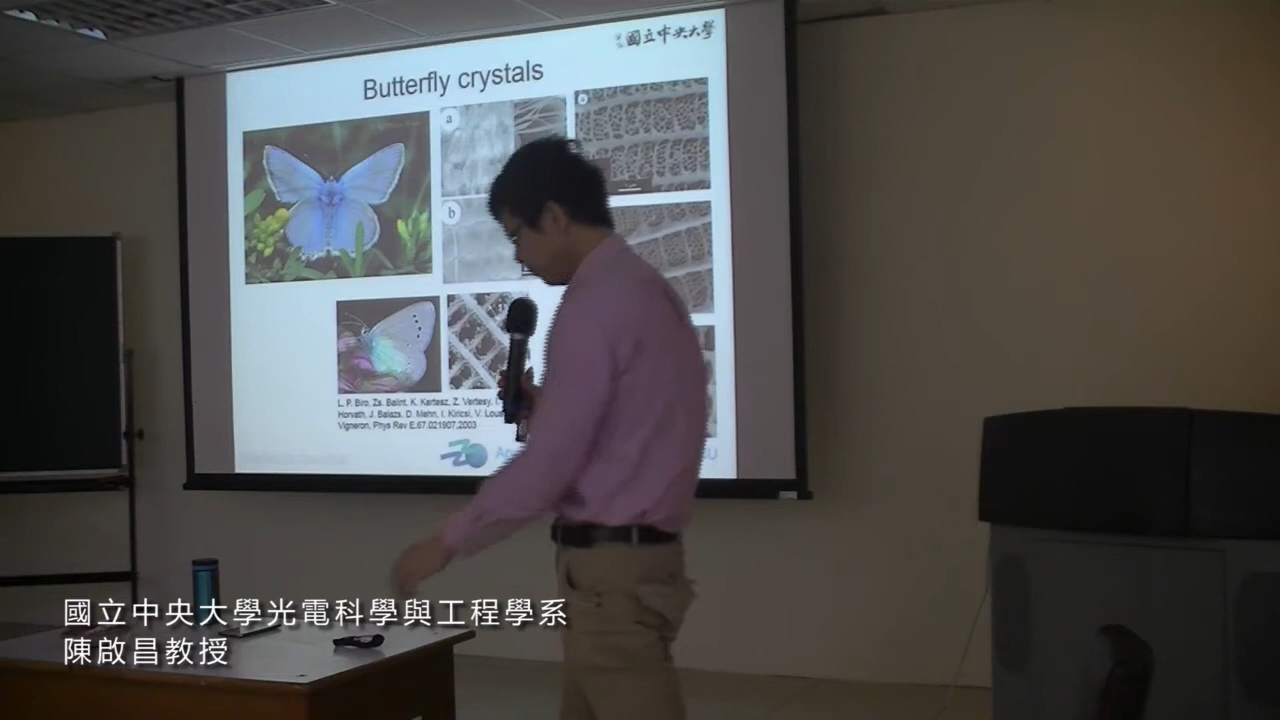 國立中央大學
Butterfly crystals
a
a
b
L. P. Biro, Zs. Balint, K. Kertesz, Z. Vertesy,
Horvath, J. Balazs, D. Mehn, I. Kiricsi, V.
Vigneron, Phys Rev E.67.021907.2003
國立中央大學光電科學與工程學系
陳啟昌教授